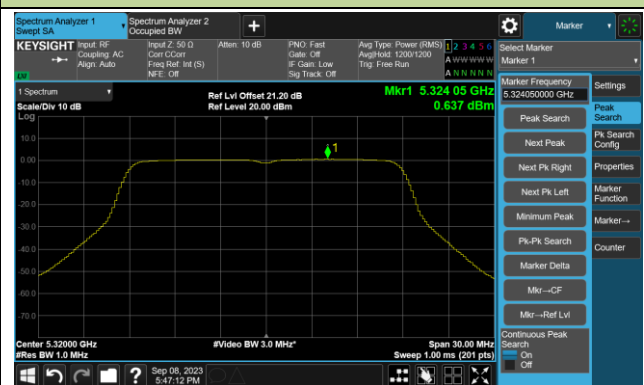 Spectrum Analyzer 1
Swept SA
Spectrum Analyzer 2
Occupied BW
Marker
KEYSIGHT
Input: RF
Coupling: AC
Align: Auto
Input Z: 50 Ω
Corr CCorr
Freq Ref: Int (S)
NFE: Off
Atten: 10 dB
PNO: Fast
Gate: Off
IF Gain: Low
Sig Track: Off
Avg Type: Power (RMS)
Avg|Hold: 1200/1200
Trig: Free Run
1 2 3 4 5 6
A W W W W W
A N N N N N
LXI
Select Marker
Marker 1
1 Spectrum
Scale/Div 10 dB
Log
Ref Lvl Offset 21.20 dB
Ref Level 20.00 dBm
Mkr1 5.324 05 GHz
0.637 dBm
10.0
0.00
-10.0
-20.0
-30.0
-40.0
-50.0
-60.0
-70.0
1
Center 5.32000 GHz
#Res BW 1.0 MHz
#Video BW 3.0 MHz*
Span 30.00 MHz
Sweep 1.00 ms (201 pts)
Marker Frequency
5.324050000 GHz
Peak Search
Next Peak
Next Pk Right
Next Pk Left
Minimum Peak
Pk-Pk Search
Marker Delta
Mkr→CF
Mkr→Ref Lvl
Continuous Peak
Search
On
Off
Settings
Peak
Search
Pk Search
Config
Properties
Marker
Function
Marker→
Counter
Sep 08, 2023
5:47:12 PM